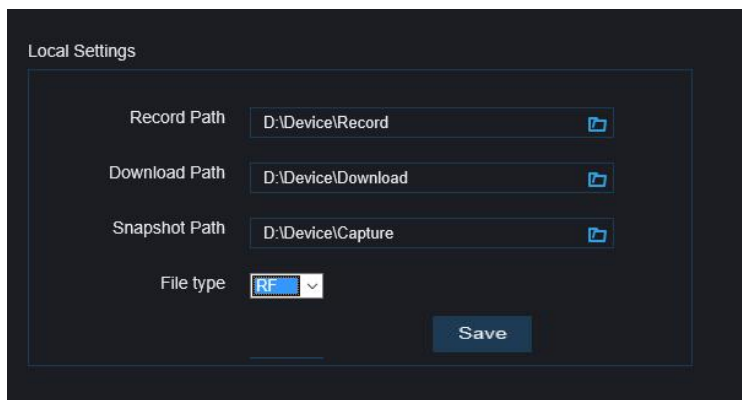 Local Settings
Record Path D:\Device\Record
Download Path D:\Device\Download
Snapshot Path D:\Device\Capture
File type RF
Save